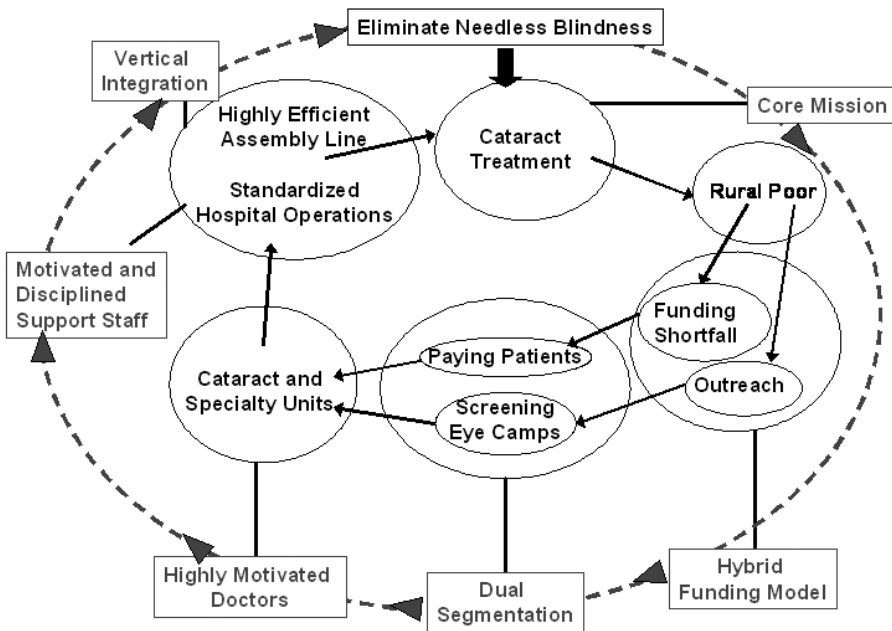 Eliminate Needless Blindness
Vertical
Integration
Core Mission
Highly Efficient
Assembly Line
Standardized
Hospital Operations
Cataract
Treatment
Rural Poor
Motivated and
Disciplined
Support Staff
Funding
Shortfall
Outreach
Paying Patients
Screening
Eye Camps
Cataract and
Specialty Units
Highly Motivated
Doctors
Dual
Segmentation
Hybrid
Funding Model